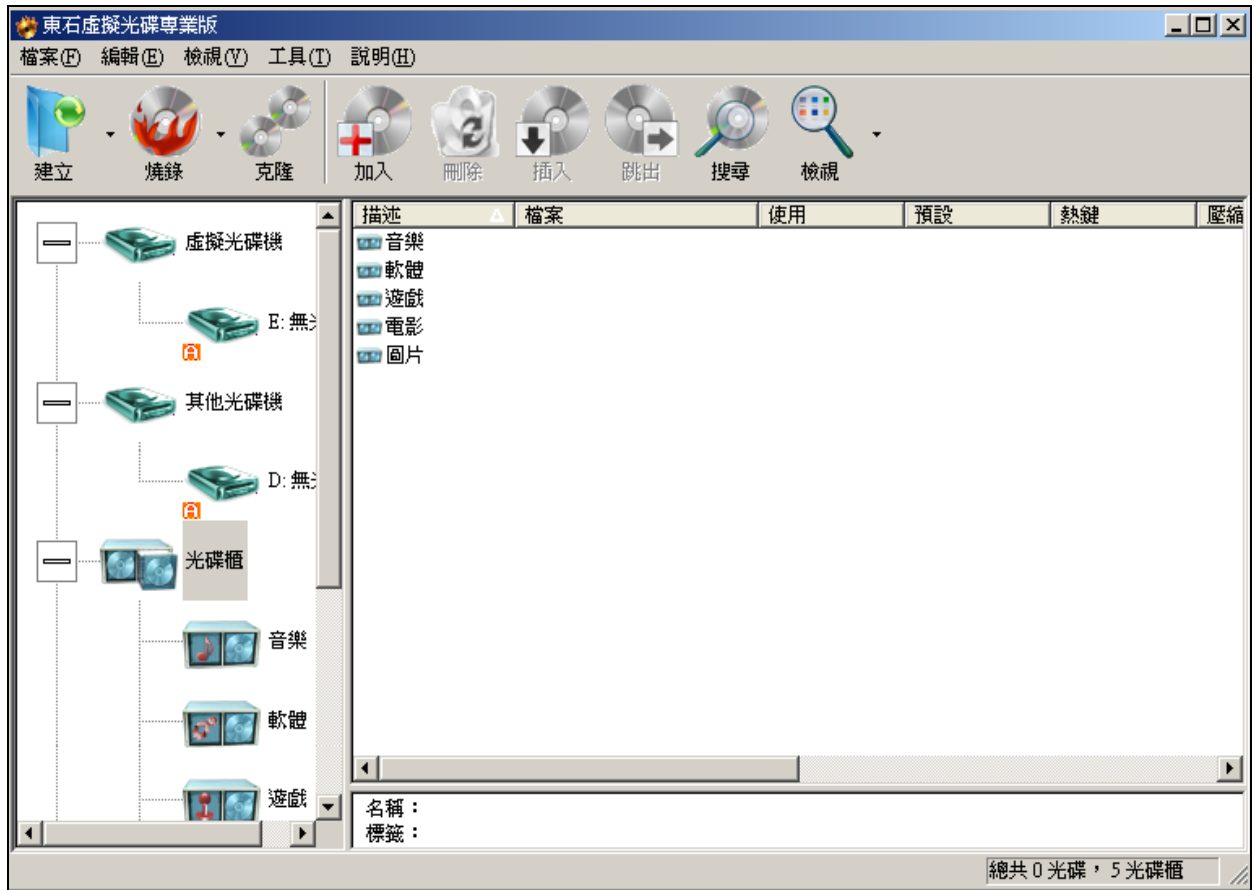 東石虛擬光碟專業版
檔案(F) 編輯(E) 檢視(V) 工具(T) 說明(H)
建立 燒錄 克隆 加入 刪除 插入 跳出 搜尋 檢視
虛擬光碟機
E: 無
其他光碟機
D: 無
光碟櫃
音樂
軟體
遊戲
描述 檔案 使用 預設 熱鍵 壓縮
音樂
軟體
遊戲
電影
圖片
名稱：
標籤：
總共 0 光碟，5 光碟櫃